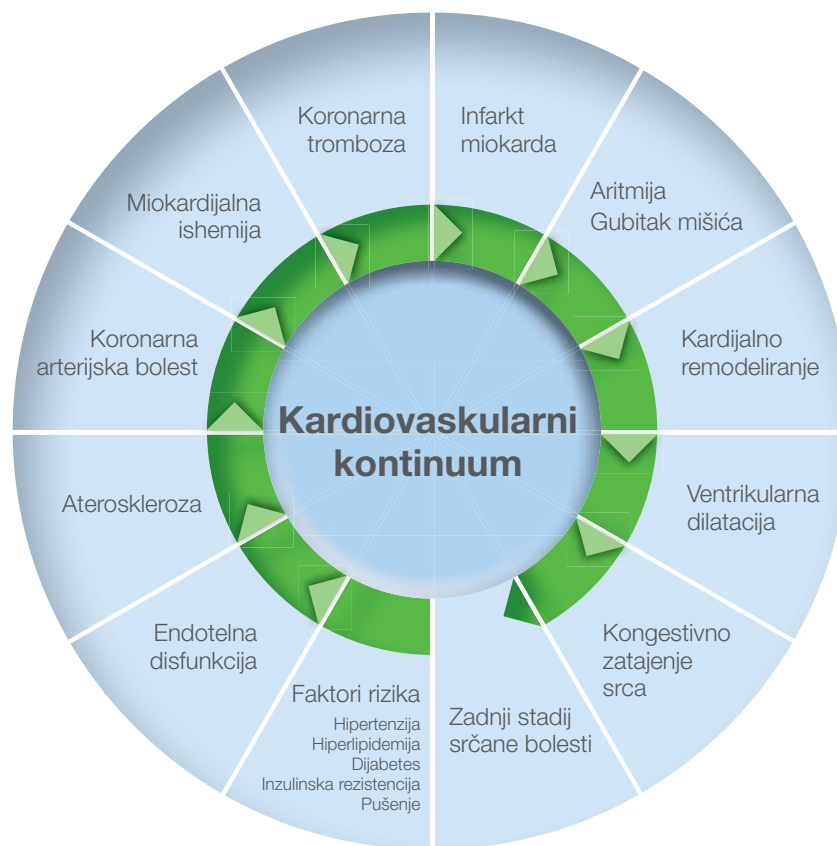 Kardiovaskularni
kontinuum
Faktori rizika
Hipertenzija
Hiperlipidemija
Dijabetes
Inzulinska rezistencija
Pušenje
Endotelna
disfunkcija
Ateroskleroza
Koronarna
arterijska bolest
Miokardijalna
ishemija
Koronarna
tromboza
Infarkt
miokarda
Aritmija
Gubitak mišića
Kardijalno
remodeliranje
Ventrikularna
dilatacija
Kongestivno
zatajenje
srca
Zadnji stadij
srčane bolesti